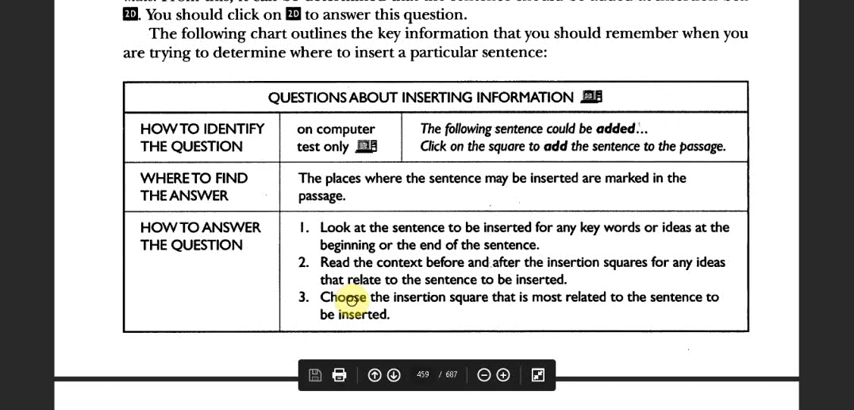 2D. You should click on 2D to answer this question.
The following chart outlines the key information that you should remember when you
are trying to determine where to insert a particular sentence:
QUESTIONS ABOUT INSERTING INFORMATION
HOW TO IDENTIFY
THE QUESTION
on computer
test only
The following sentence could be added...
Click on the square to add the sentence to the passage.
WHERE TO FIND
THE ANSWER
The places where the sentence may be inserted are marked in the
passage.
HOW TO ANSWER
THE QUESTION
1. Look at the sentence to be inserted for any key words or ideas at the
beginning or the end of the sentence.
2. Read the context before and after the insertion squares for any ideas
that relate to the sentence to be inserted.
3. Choose the insertion square that is most related to the sentence to
be inserted.
459 / 687